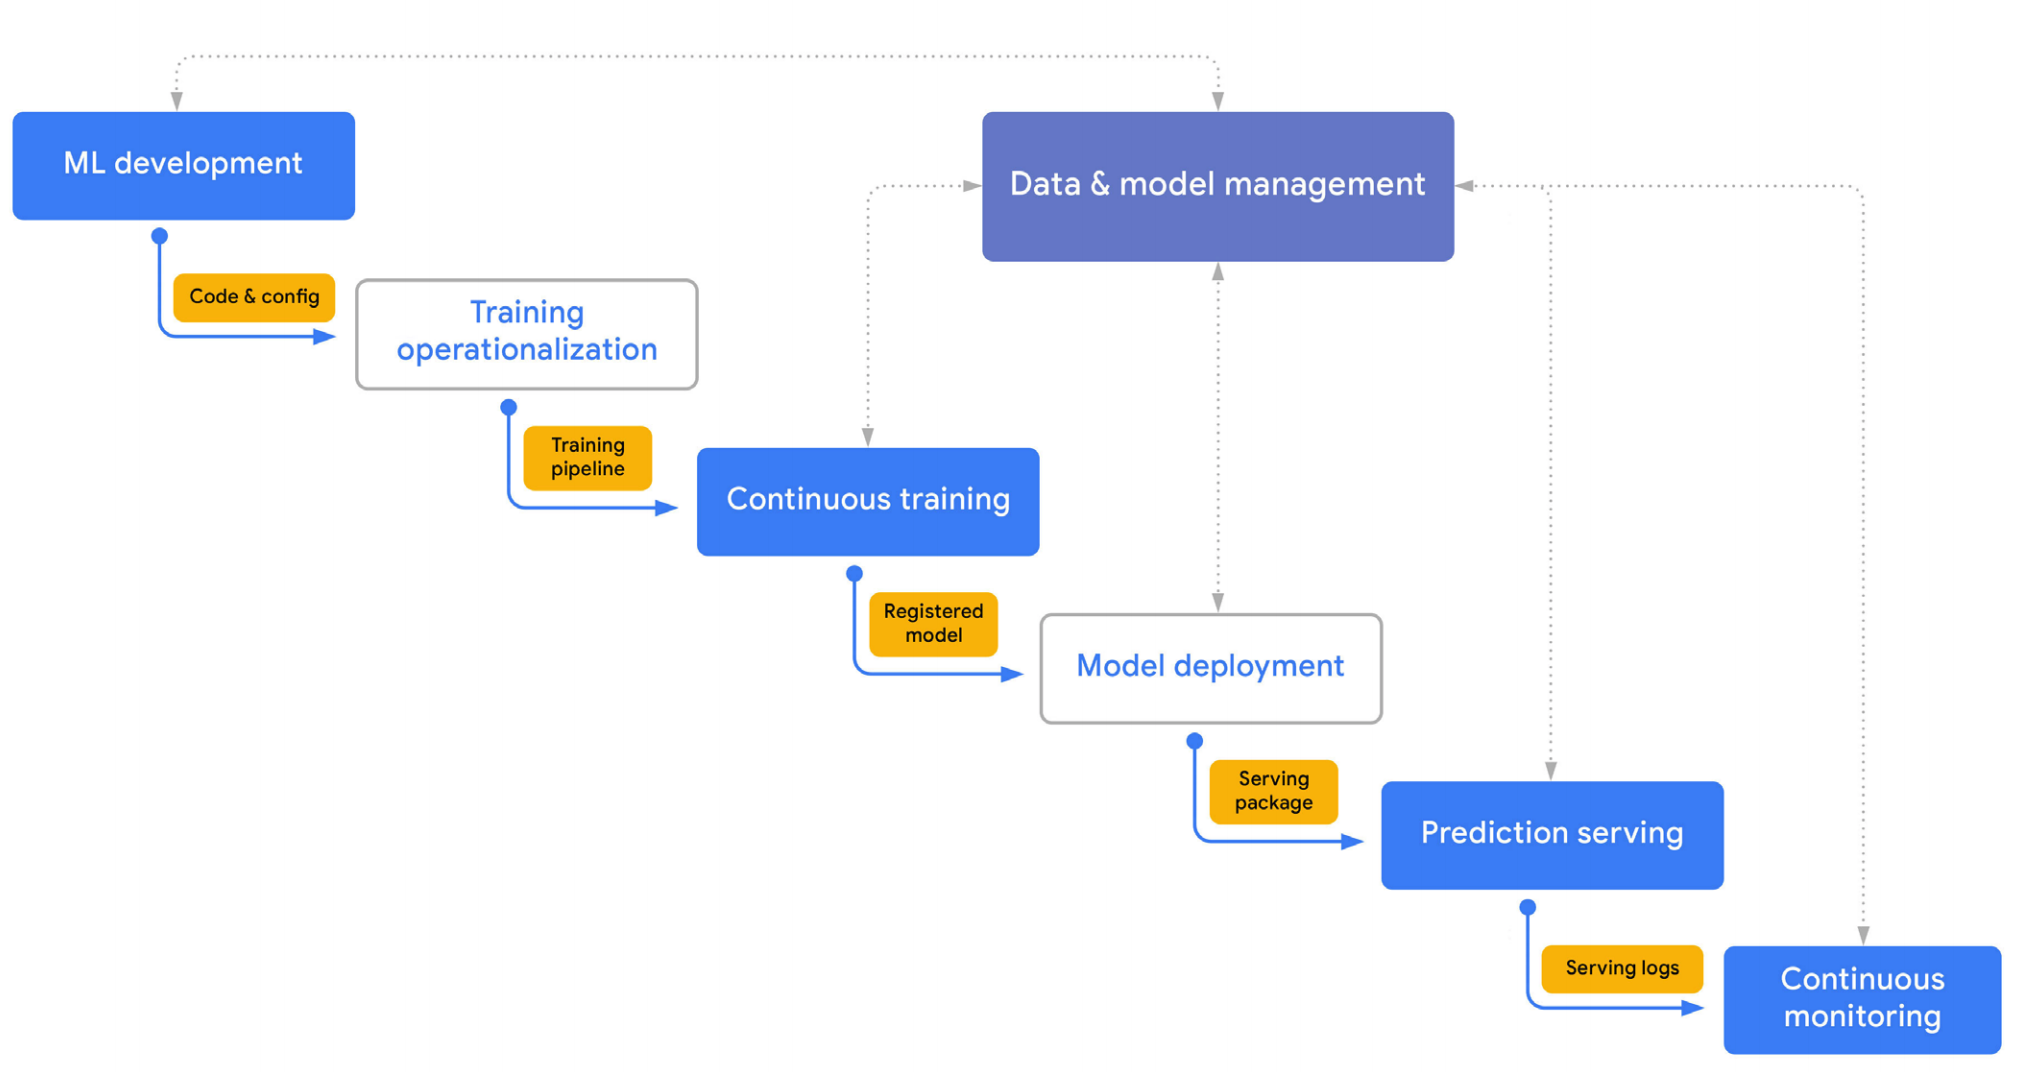 ML development
Data & model management
Code & config
Training
operationalization
Training
pipeline
Continuous training
Registered
model
Model deployment
Serving
package
Prediction serving
Serving logs
Continuous
monitoring